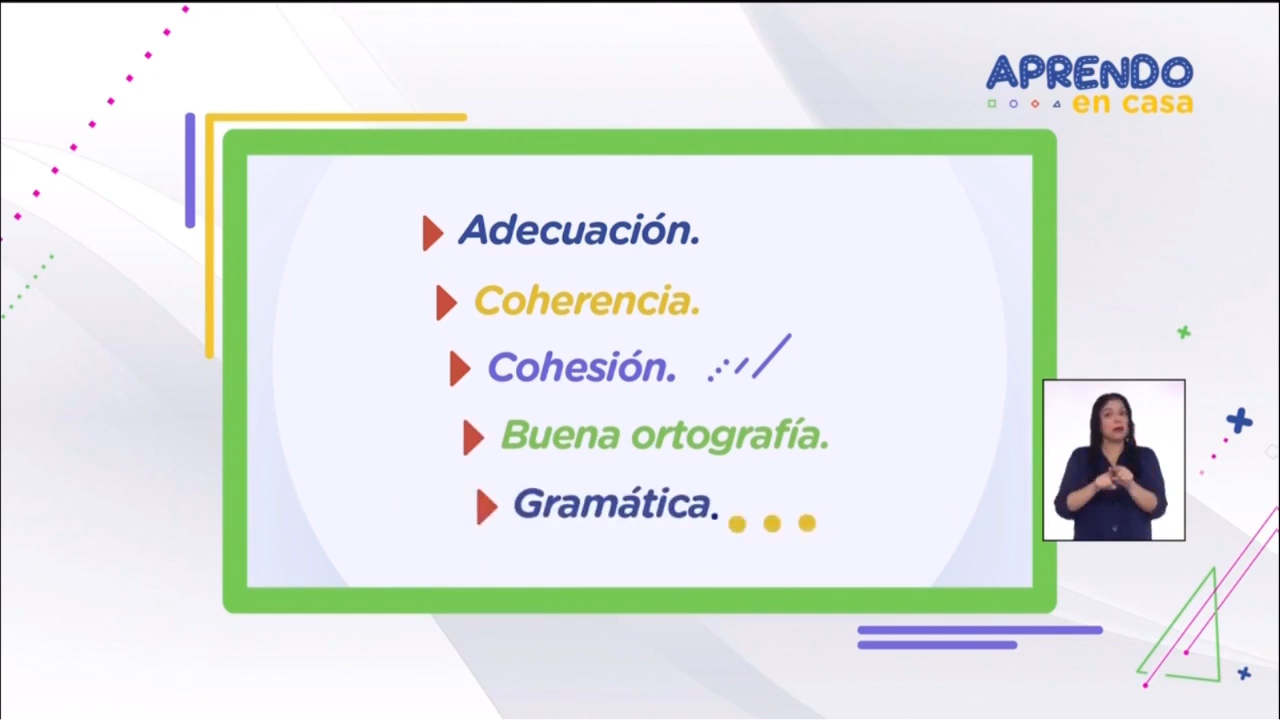 APRENDO
en casa
Adecuación.
Coherencia.
Cohesión.
Buena ortografía.
Gramática.